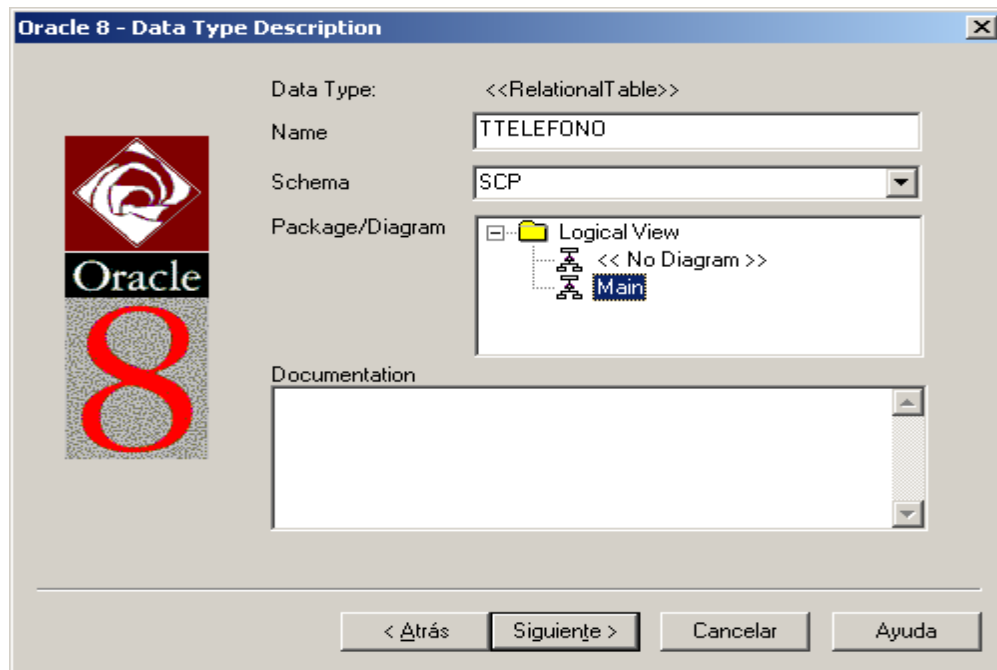 Oracle 8 - Data Type Description
Data Type: <<RelationalTable>>
Name TTELEFONO
Schema SCP
Package/Diagram Logical View
<< No Diagram >>
Main
Oracle
8
Documentation
< Atrás Siguiente > Cancelar Ayuda